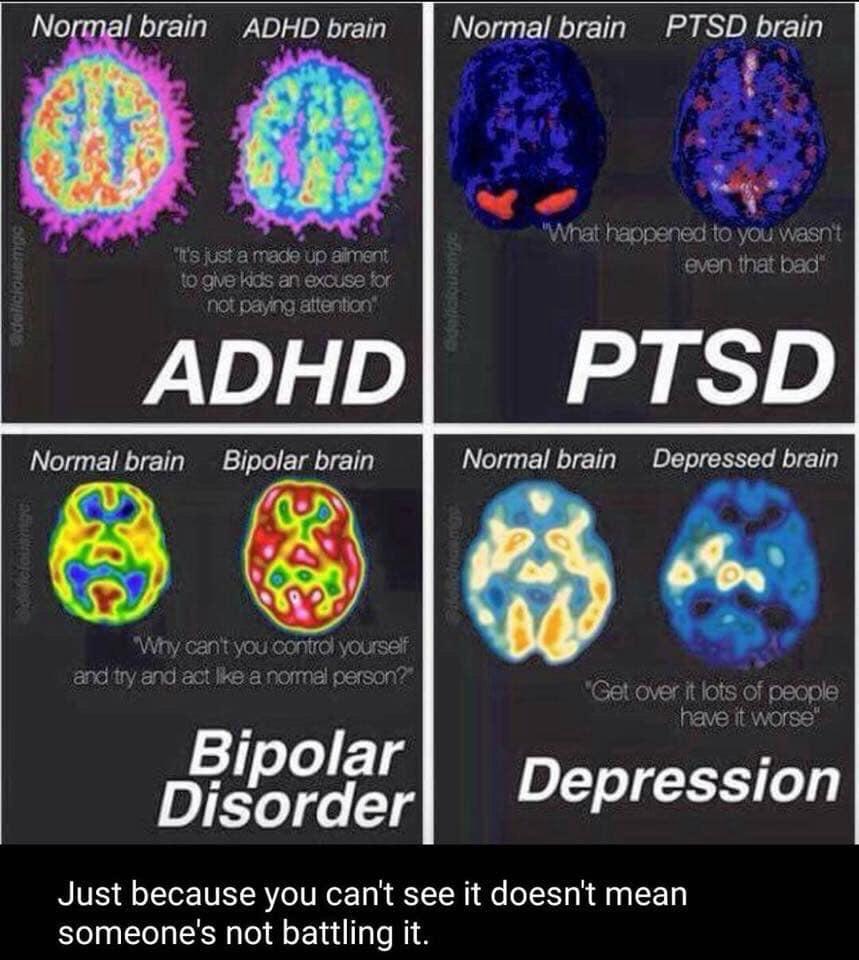 Normal brain ADHD brain
@deliciousmgc
"It's just a made up ailment
to give kids an excuse for
not paying attention"
ADHD
Normal brain PTSD brain
"What happened to you wasn't
even that bad"
PTSD
Normal brain Bipolar brain
"Why can't you control yourself
and try and act like a normal person?"
Bipolar
Disorder
Normal brain Depressed brain
"Get over it lots of people
have it worse"
Depression
Just because you can't see it doesn't mean
someone's not battling it.